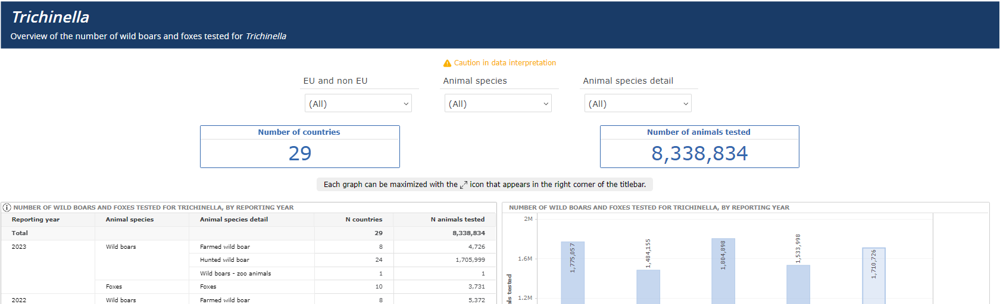 Trichinella
Overview of the number of wild boars and foxes tested for Trichinella
Caution in data interpretation
EU and non EU
Animal species
Animal species detail
(All)
(All)
(All)
Number of countries
29
Number of animals tested
8,338,834
Each graph can be maximized with the icon that appears in the right corner of the titlebar.
NUMBER OF WILD BOARS AND FOXES TESTED FOR TRICHINELLA, BY REPORTING YEAR
Reporting year Animal species Animal species detail N countries N animals tested
Total 29 8,338,834
2023 Wild boars Farmed wild boar 8 4,726
Hunted wild boar 24 1,705,999
Wild boars - zoo animals 1 1
Foxes Foxes 10 3,731
2022 Wild boars Farmed wild boar 8 5,372
NUMBER OF WILD BOARS AND FOXES TESTED FOR TRICHINELLA, BY REPORTING YEAR
2M
1.6M
1.2M
1,775,057
1,484,155
1,804,898
1,533,998
1,710,726
tested